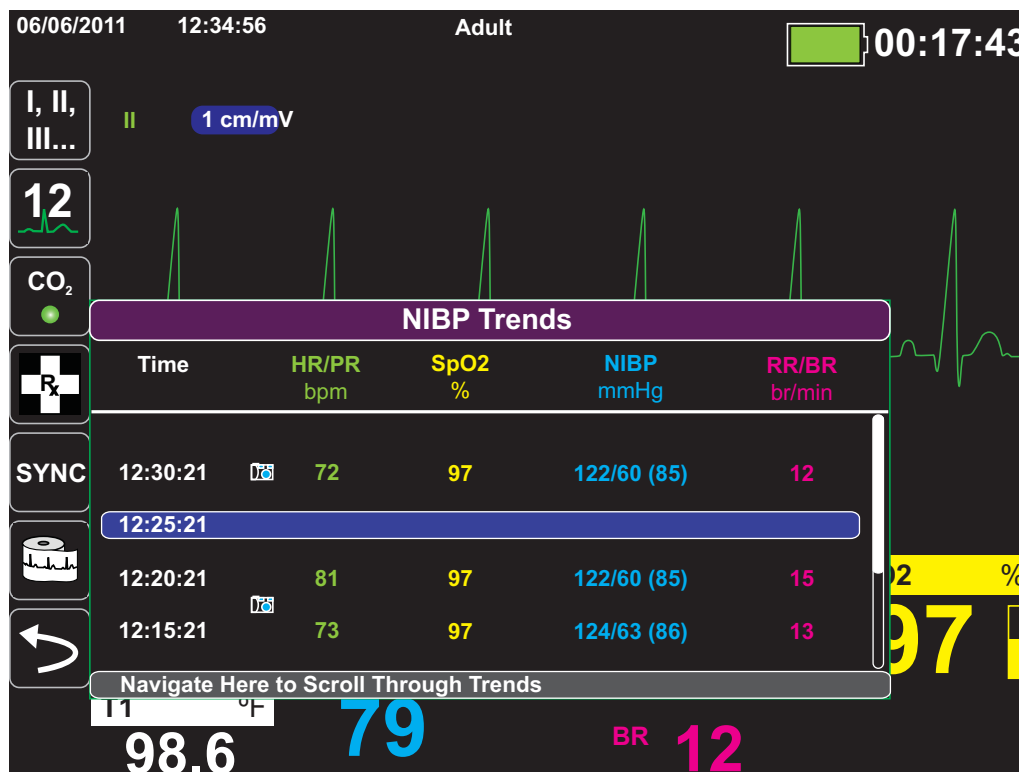 06/06/2011 12:34:56 Adult 00:17:43
I, II,
III...
II 1 cm/mV
12
CO2
NIBP Trends
Time HR/PR SpO2 NIBP RR/BR
bpm % mmHg br/min
Rx
SYNC 12:30:21 72 97 122/60 (85) 12
12:25:21
12:20:21 81 97 122/60 (85) 15
12:15:21 73 97 124/63 (86) 13
2 %
97
Navigate Here to Scroll Through Trends
T1 °F
98.6 79 BR 12